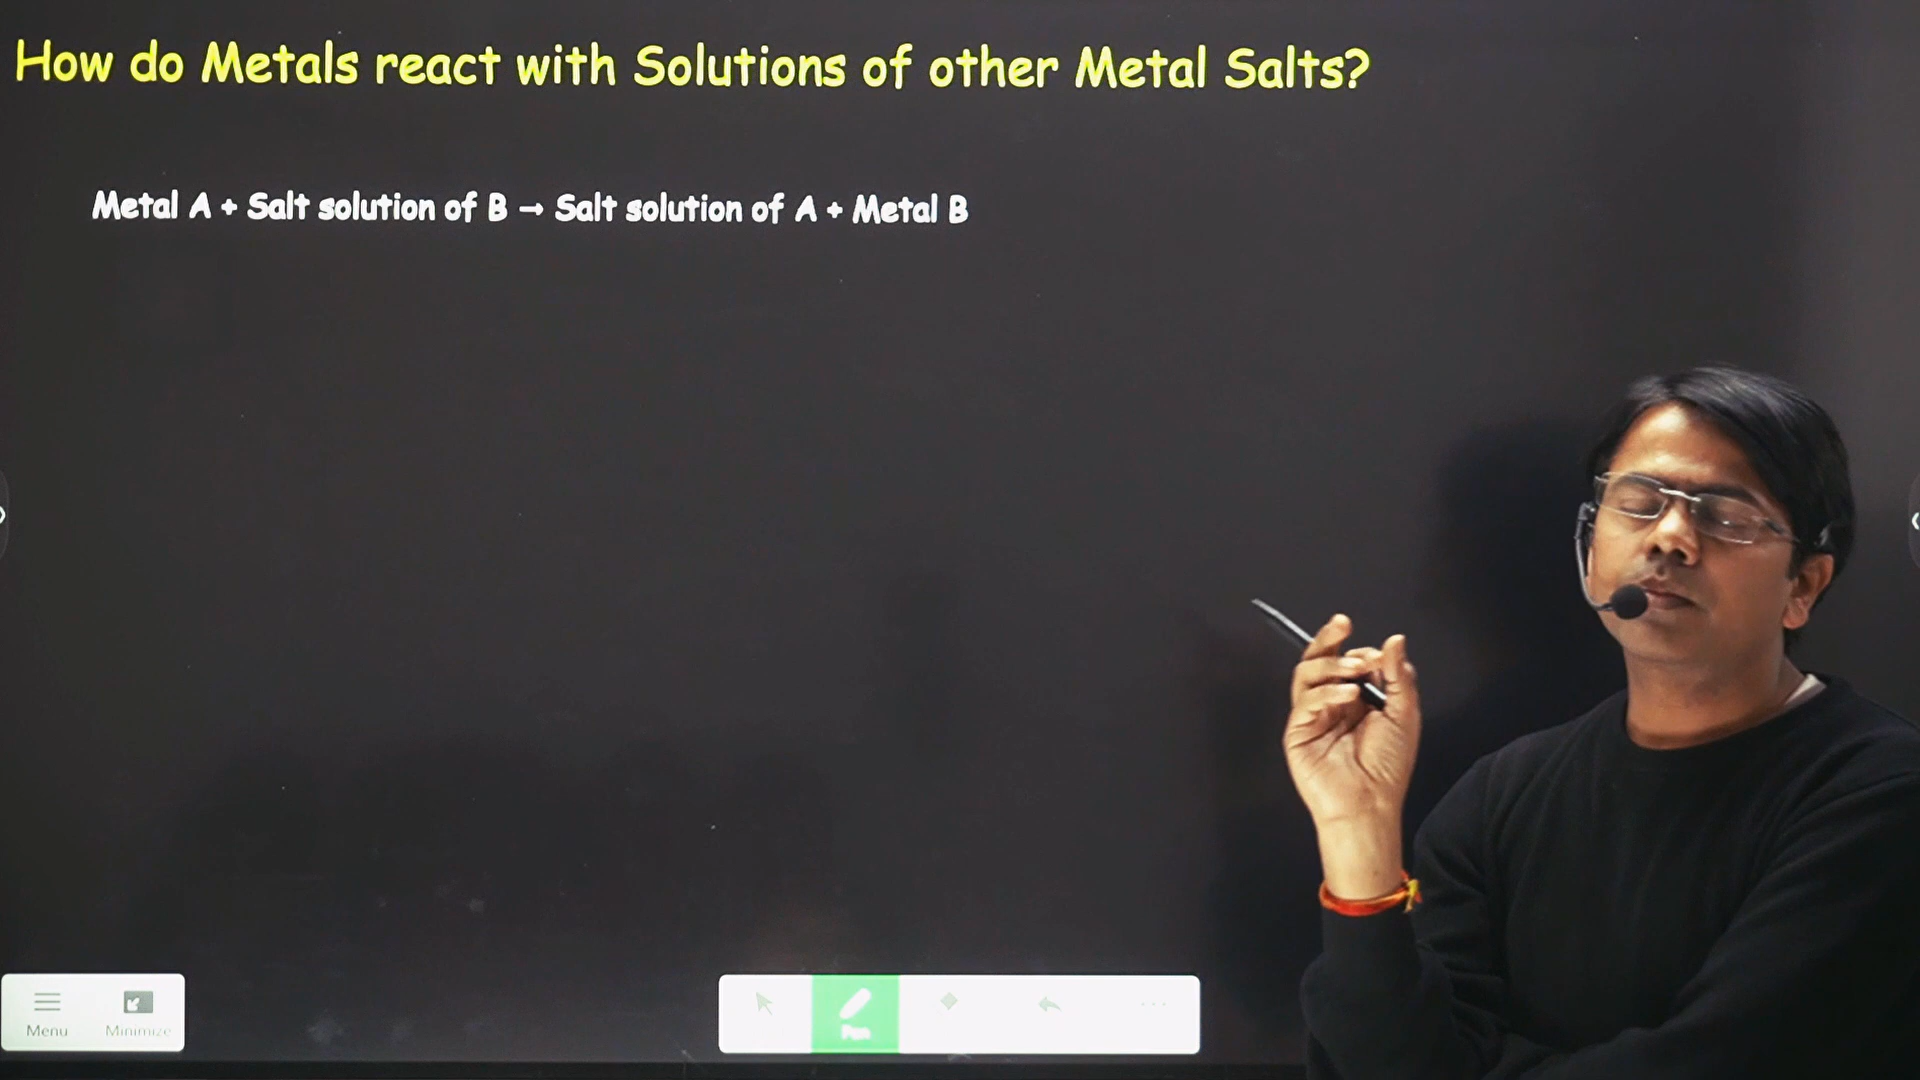 How do Metals react with Solutions of other Metal Salts?
Metal A + Salt solution of B → Salt solution of A + Metal B
Menu Minimize
Pen